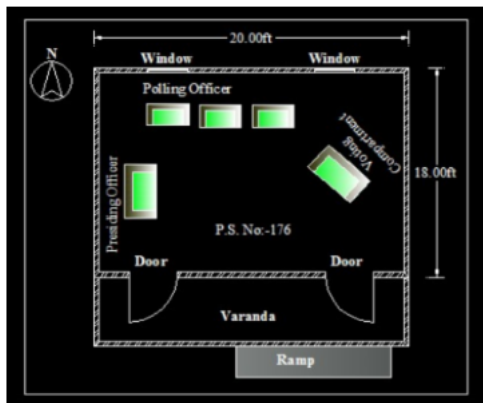 20.00ft
N
Window
Window
Polling Officer
Voting
Compartment
18.00ft
Presiding Officer
P.S. No:-176
Door
Door
Varanda
Ramp